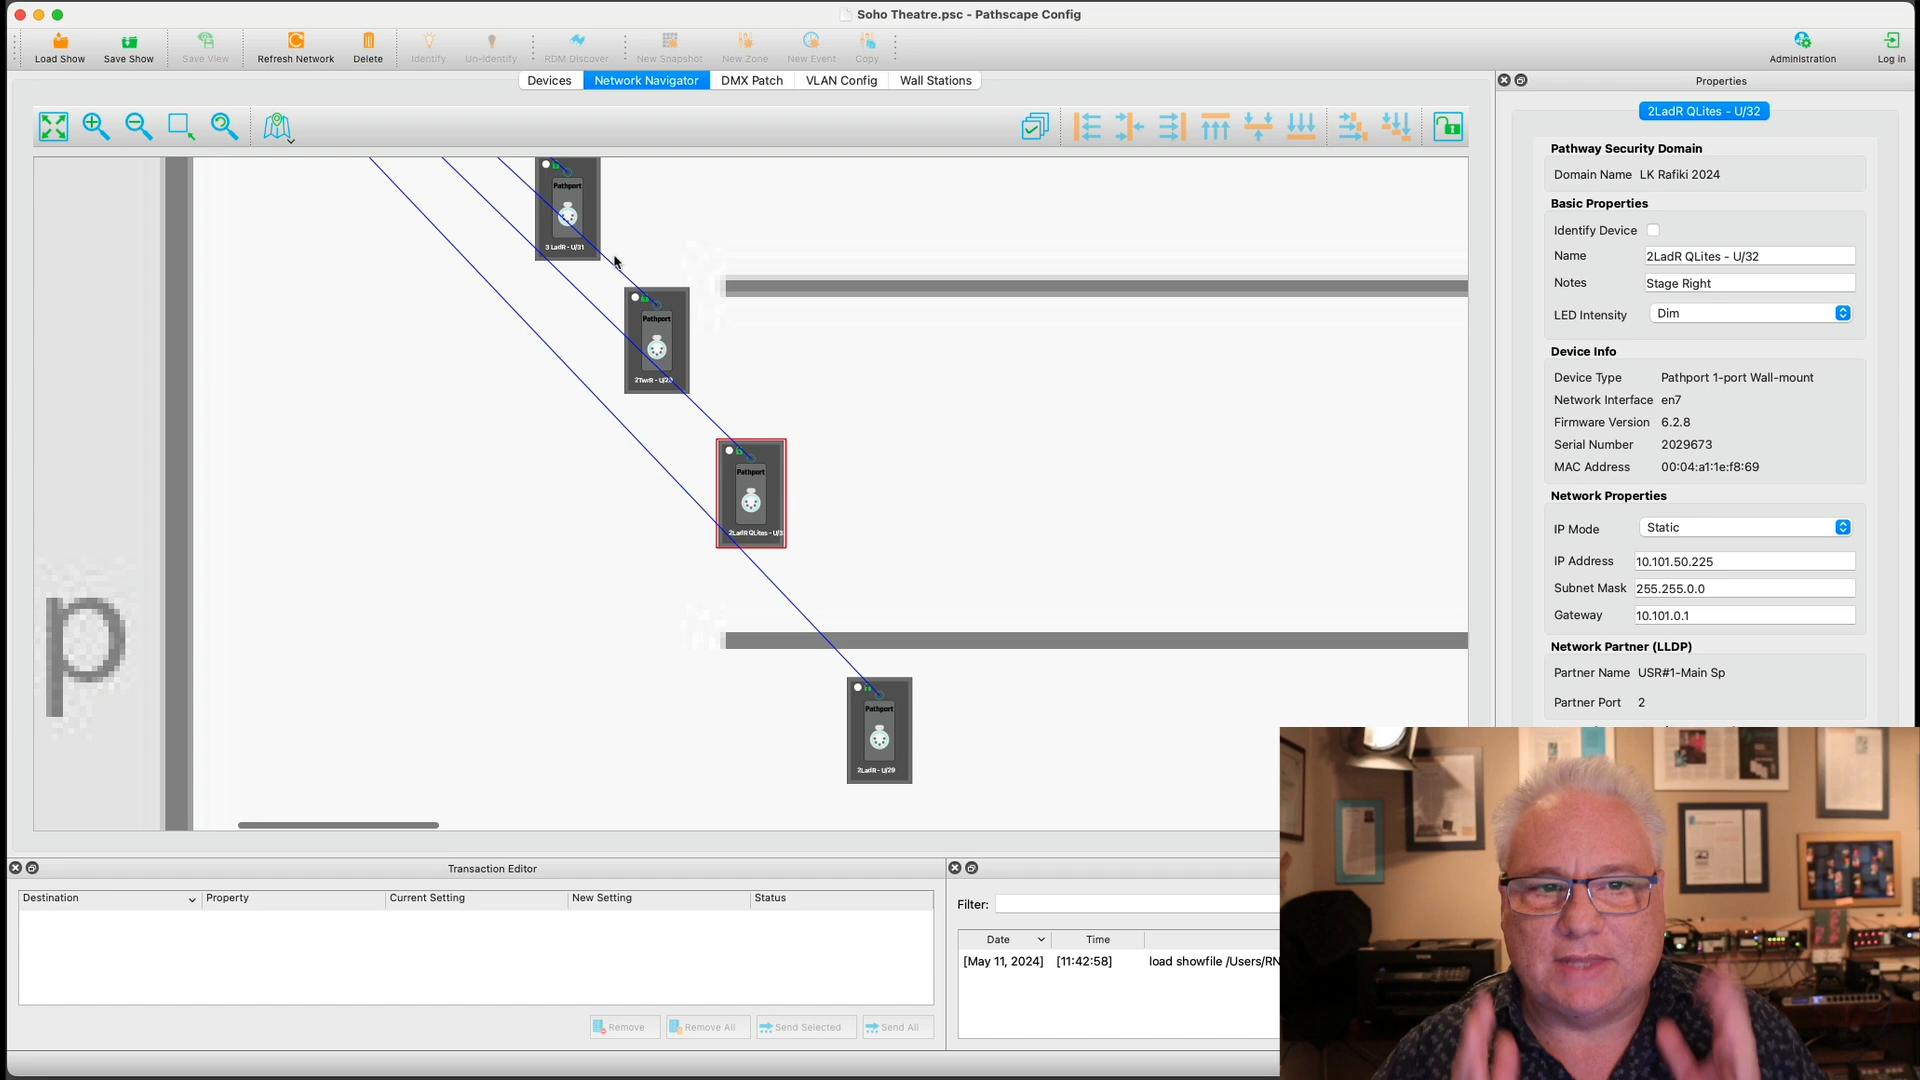 Soho Theatre.psc - Pathscape Config
Load Show Save Show Save View Refresh Network Delete Identify Un-Identify RDM Discover New Snapshot New Zone New Event Copy Administration Log in
Devices Network Navigator DMX Patch VLAN Config Wall Stations
Properties
2LadR QLites - U/32
Pathway Security Domain
Domain Name LK Rafiki 2024
Basic Properties
Identify Device
Name 2LadR QLites - U/32
Notes Stage Right
LED Intensity Dim
Device Info
Device Type Pathport 1-port Wall-mount
Network Interface en7
Firmware Version 6.2.8
Serial Number 2029673
MAC Address 00:04:a1:1e:f8:69
Network Properties
IP Mode Static
IP Address 10.101.50.225
Subnet Mask 255.255.0.0
Gateway 10.101.0.1
Network Partner (LLDP)
Partner Name USR#1-Main Sp
Partner Port 2
Pathport
3 LadR - U/31
Pathport
Pathport
2LadR QLites - U/3
Pathport
2LadR - U/29
p
Transaction Editor
Destination Property Current Setting New Setting Status
Remove Remove All Send Selected Send All
Filter:
Date Time
[May 11, 2024] [11:42:58] load showfile /Users/RN